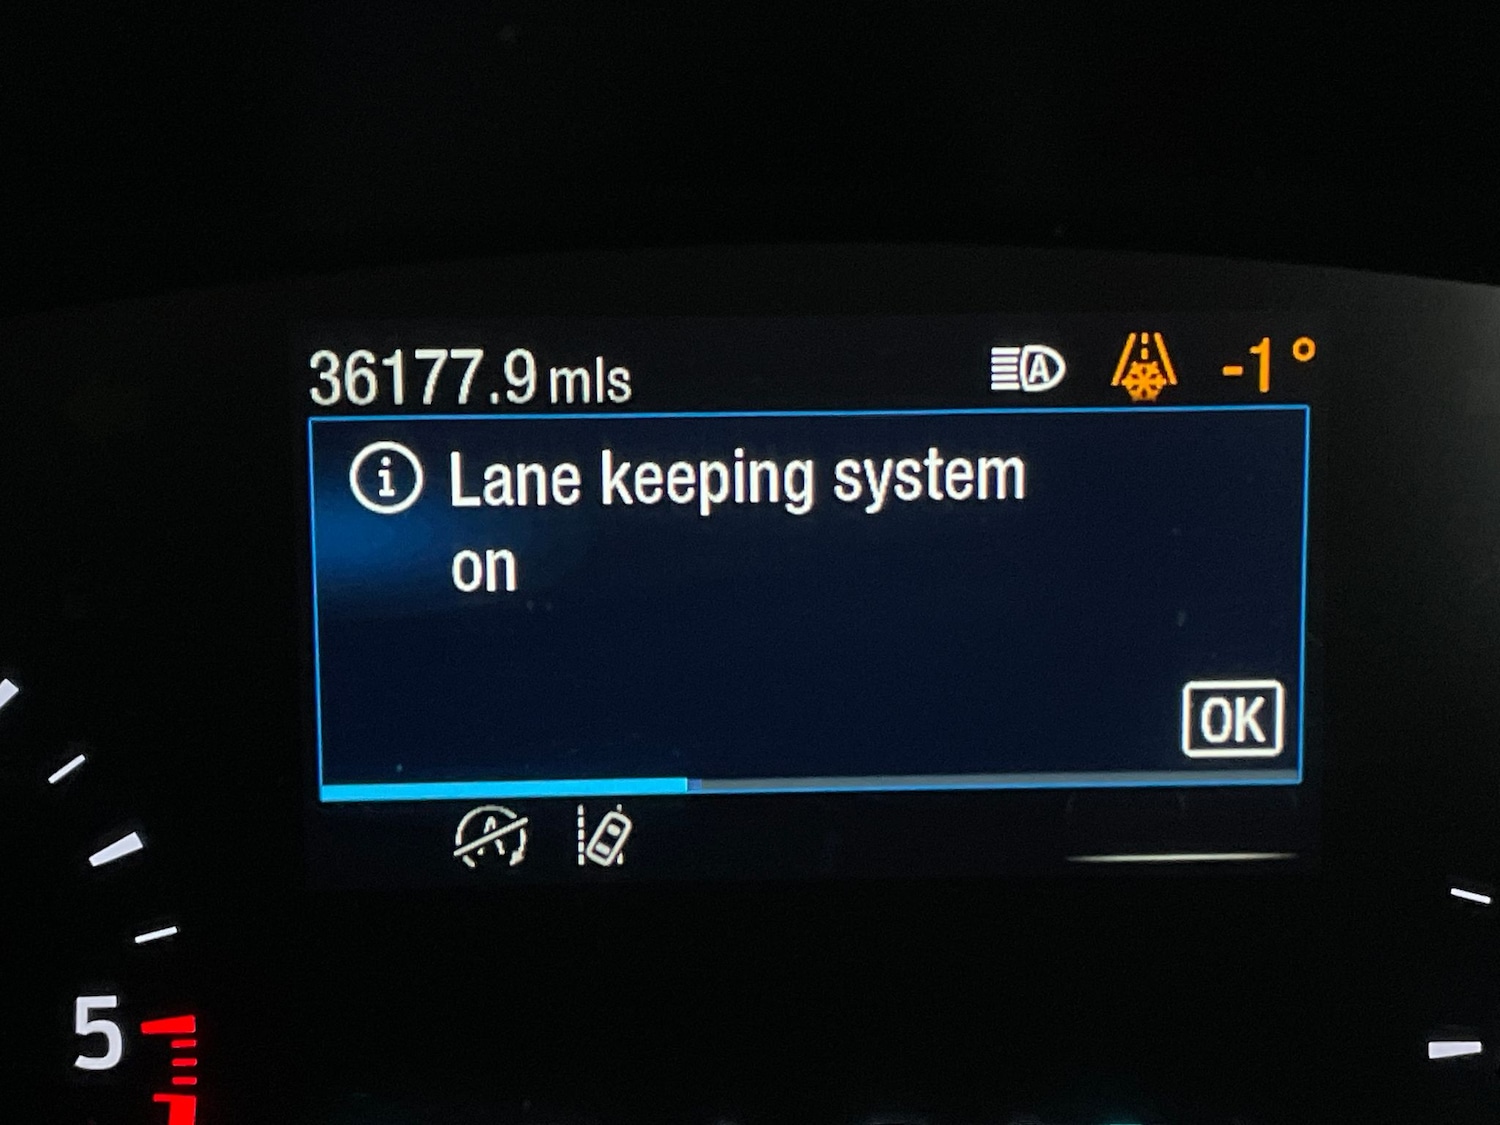 36177.9 mls A -1°
i Lane keeping system
on
OK
A
5